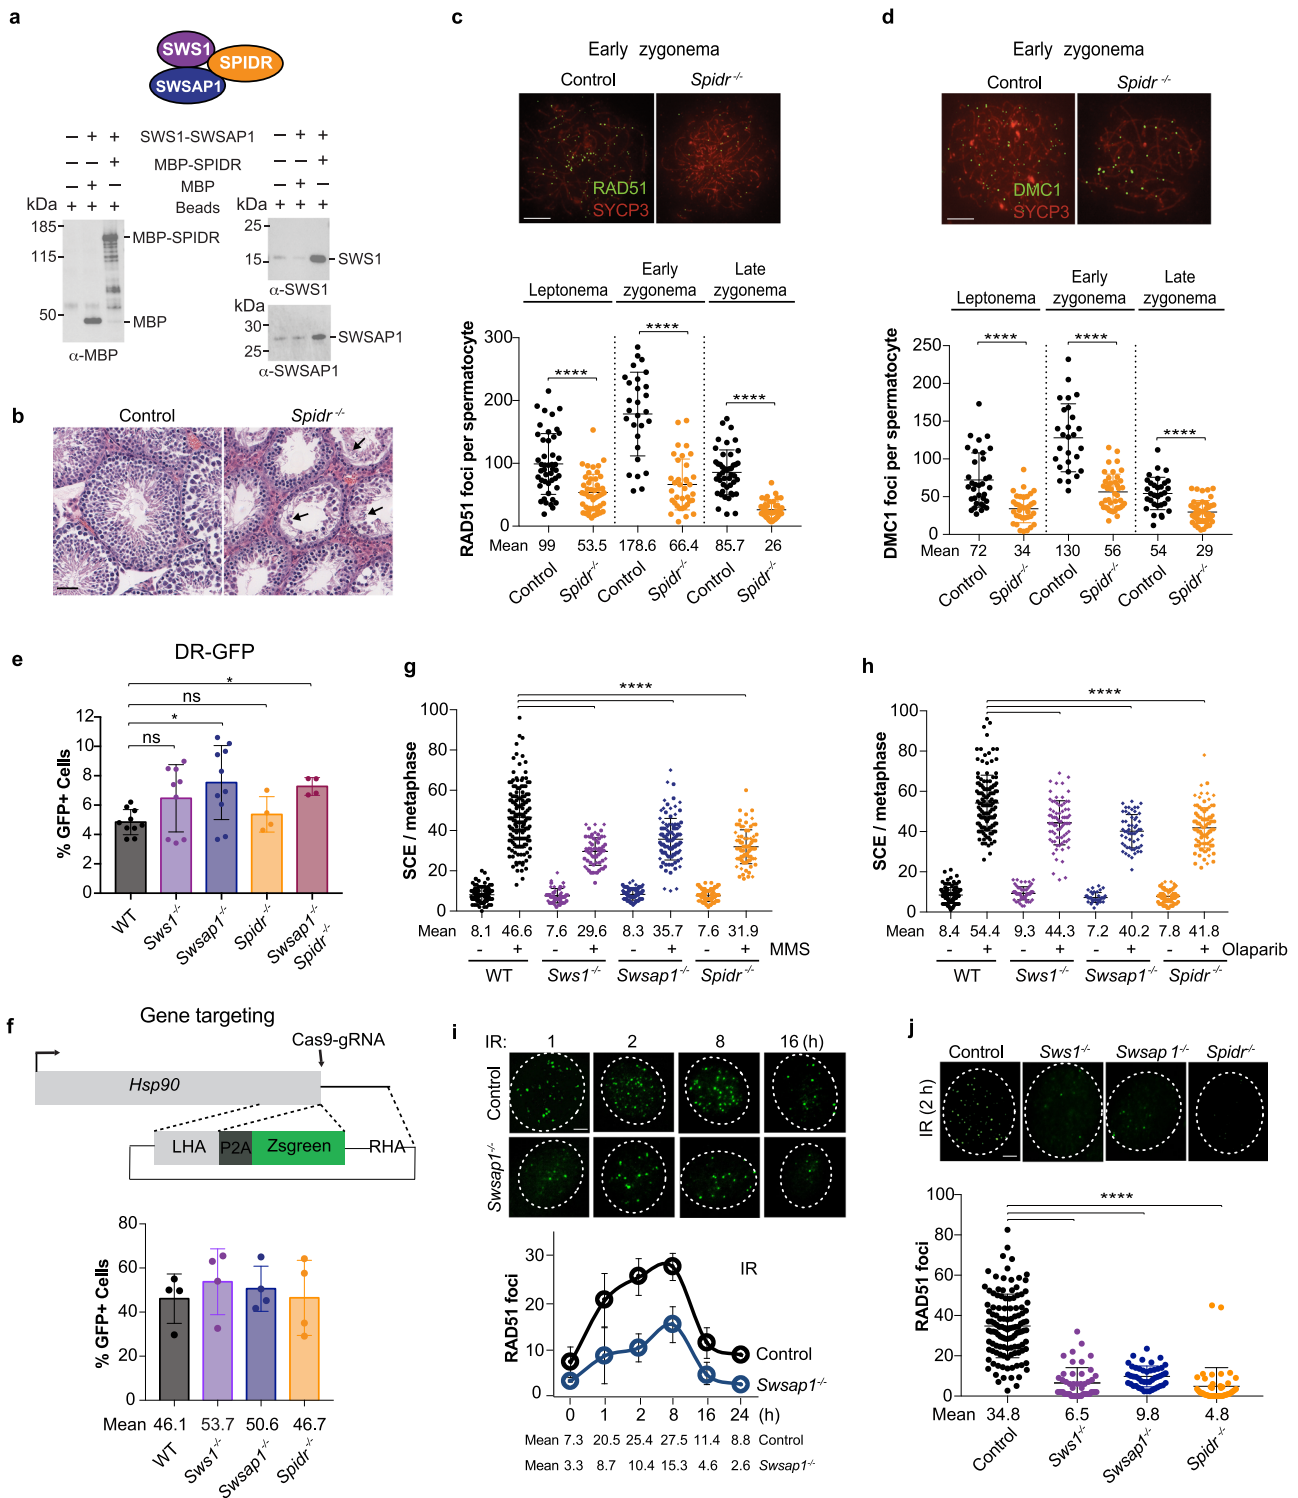 a
SWS1
SPIDR
SWSAP1
− + + SWS1-SWSAP1 − + +
− − + MBP-SPIDR − − +
− + − MBP − + −
+ + + Beads + + +
kDa
185
115
50
MBP-SPIDR
MBP
α-MBP
kDa
25
15
SWS1
α-SWS1
kDa
30
25
SWSAP1
α-SWSAP1
b
Control Spidr -/-
c
Early zygonema
Control Spidr -/-
RAD51
SYCP3
Leptonema
Early zygonema
Late zygonema
RAD51 foci per spermatocyte
300
200
100
0
**** **** ****
Mean 99 53.5 178.6 66.4 85.7 26
Control Spidr-/- Control Spidr-/- Control Spidr-/-
d
Early zygonema
Control Spidr -/-
DMC1
SYCP3
Leptonema
Early zygonema
Late zygonema
DMC1 foci per spermatocyte
250
200
150
100
50
0
**** **** ****
Mean 72 34 130 56 54 29
Control Spidr-/- Control Spidr-/- Control Spidr-/-
e
DR-GFP
% GFP+ Cells
12
10
8
6
4
2
0
*
ns
*
ns
WT Sws1-/- Swsap1-/- Spidr-/- Swsap1-/- Spidr-/-
f
Gene targeting
Cas9-gRNA
Hsp90
LHA P2A Zsgreen RHA
% GFP+ Cells
80
60
40
20
0
Mean 46.1 53.7 50.6 46.7
WT Sws1-/- Swsap1-/- Spidr-/-
g
SCE / metaphase
100
80
60
40
20
0
****
Mean 8.1 46.6 7.6 29.6 8.3 35.7 7.6 31.9
- + - + - + - + MMS
WT Sws1-/- Swsap1-/- Spidr-/-
h
SCE / metaphase
100
80
60
40
20
0
****
Mean 8.4 54.4 9.3 44.3 7.2 40.2 7.8 41.8
- + - + - + - + Olaparib
WT Sws1-/- Swsap1-/- Spidr-/-
i
IR: 1 2 8 16 (h)
Control
Swsap1-/-
RAD51 foci
30
20
10
0
IR
Control
Swsap1-/-
0 1 2 8 16 24 (h)
Mean 7.3 20.5 25.4 27.5 11.4 8.8 Control
Mean 3.3 8.7 10.4 15.3 4.6 2.6 Swsap1-/-
j
Control Sws1-/- Swsap 1-/- Spidr/-
IR (2 h)
RAD51 foci
80
60
40
20
0
****
Mean 34.8 6.5 9.8 4.8
Control Sws1-/- Swsap1-/- Spidr-/-